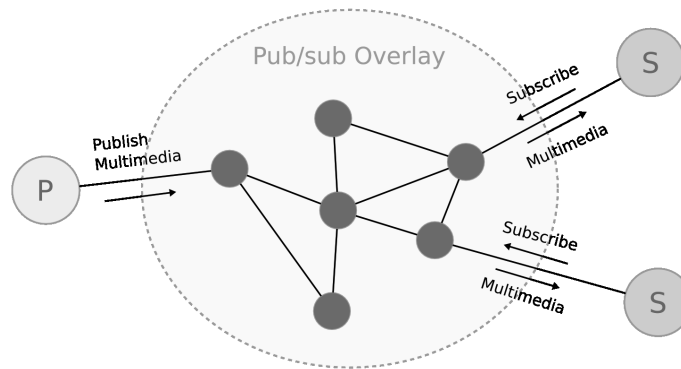 Pub/sub Overlay
Publish
Multimedia
P
Subscribe
Multimedia
S
Subscribe
Multimedia
S